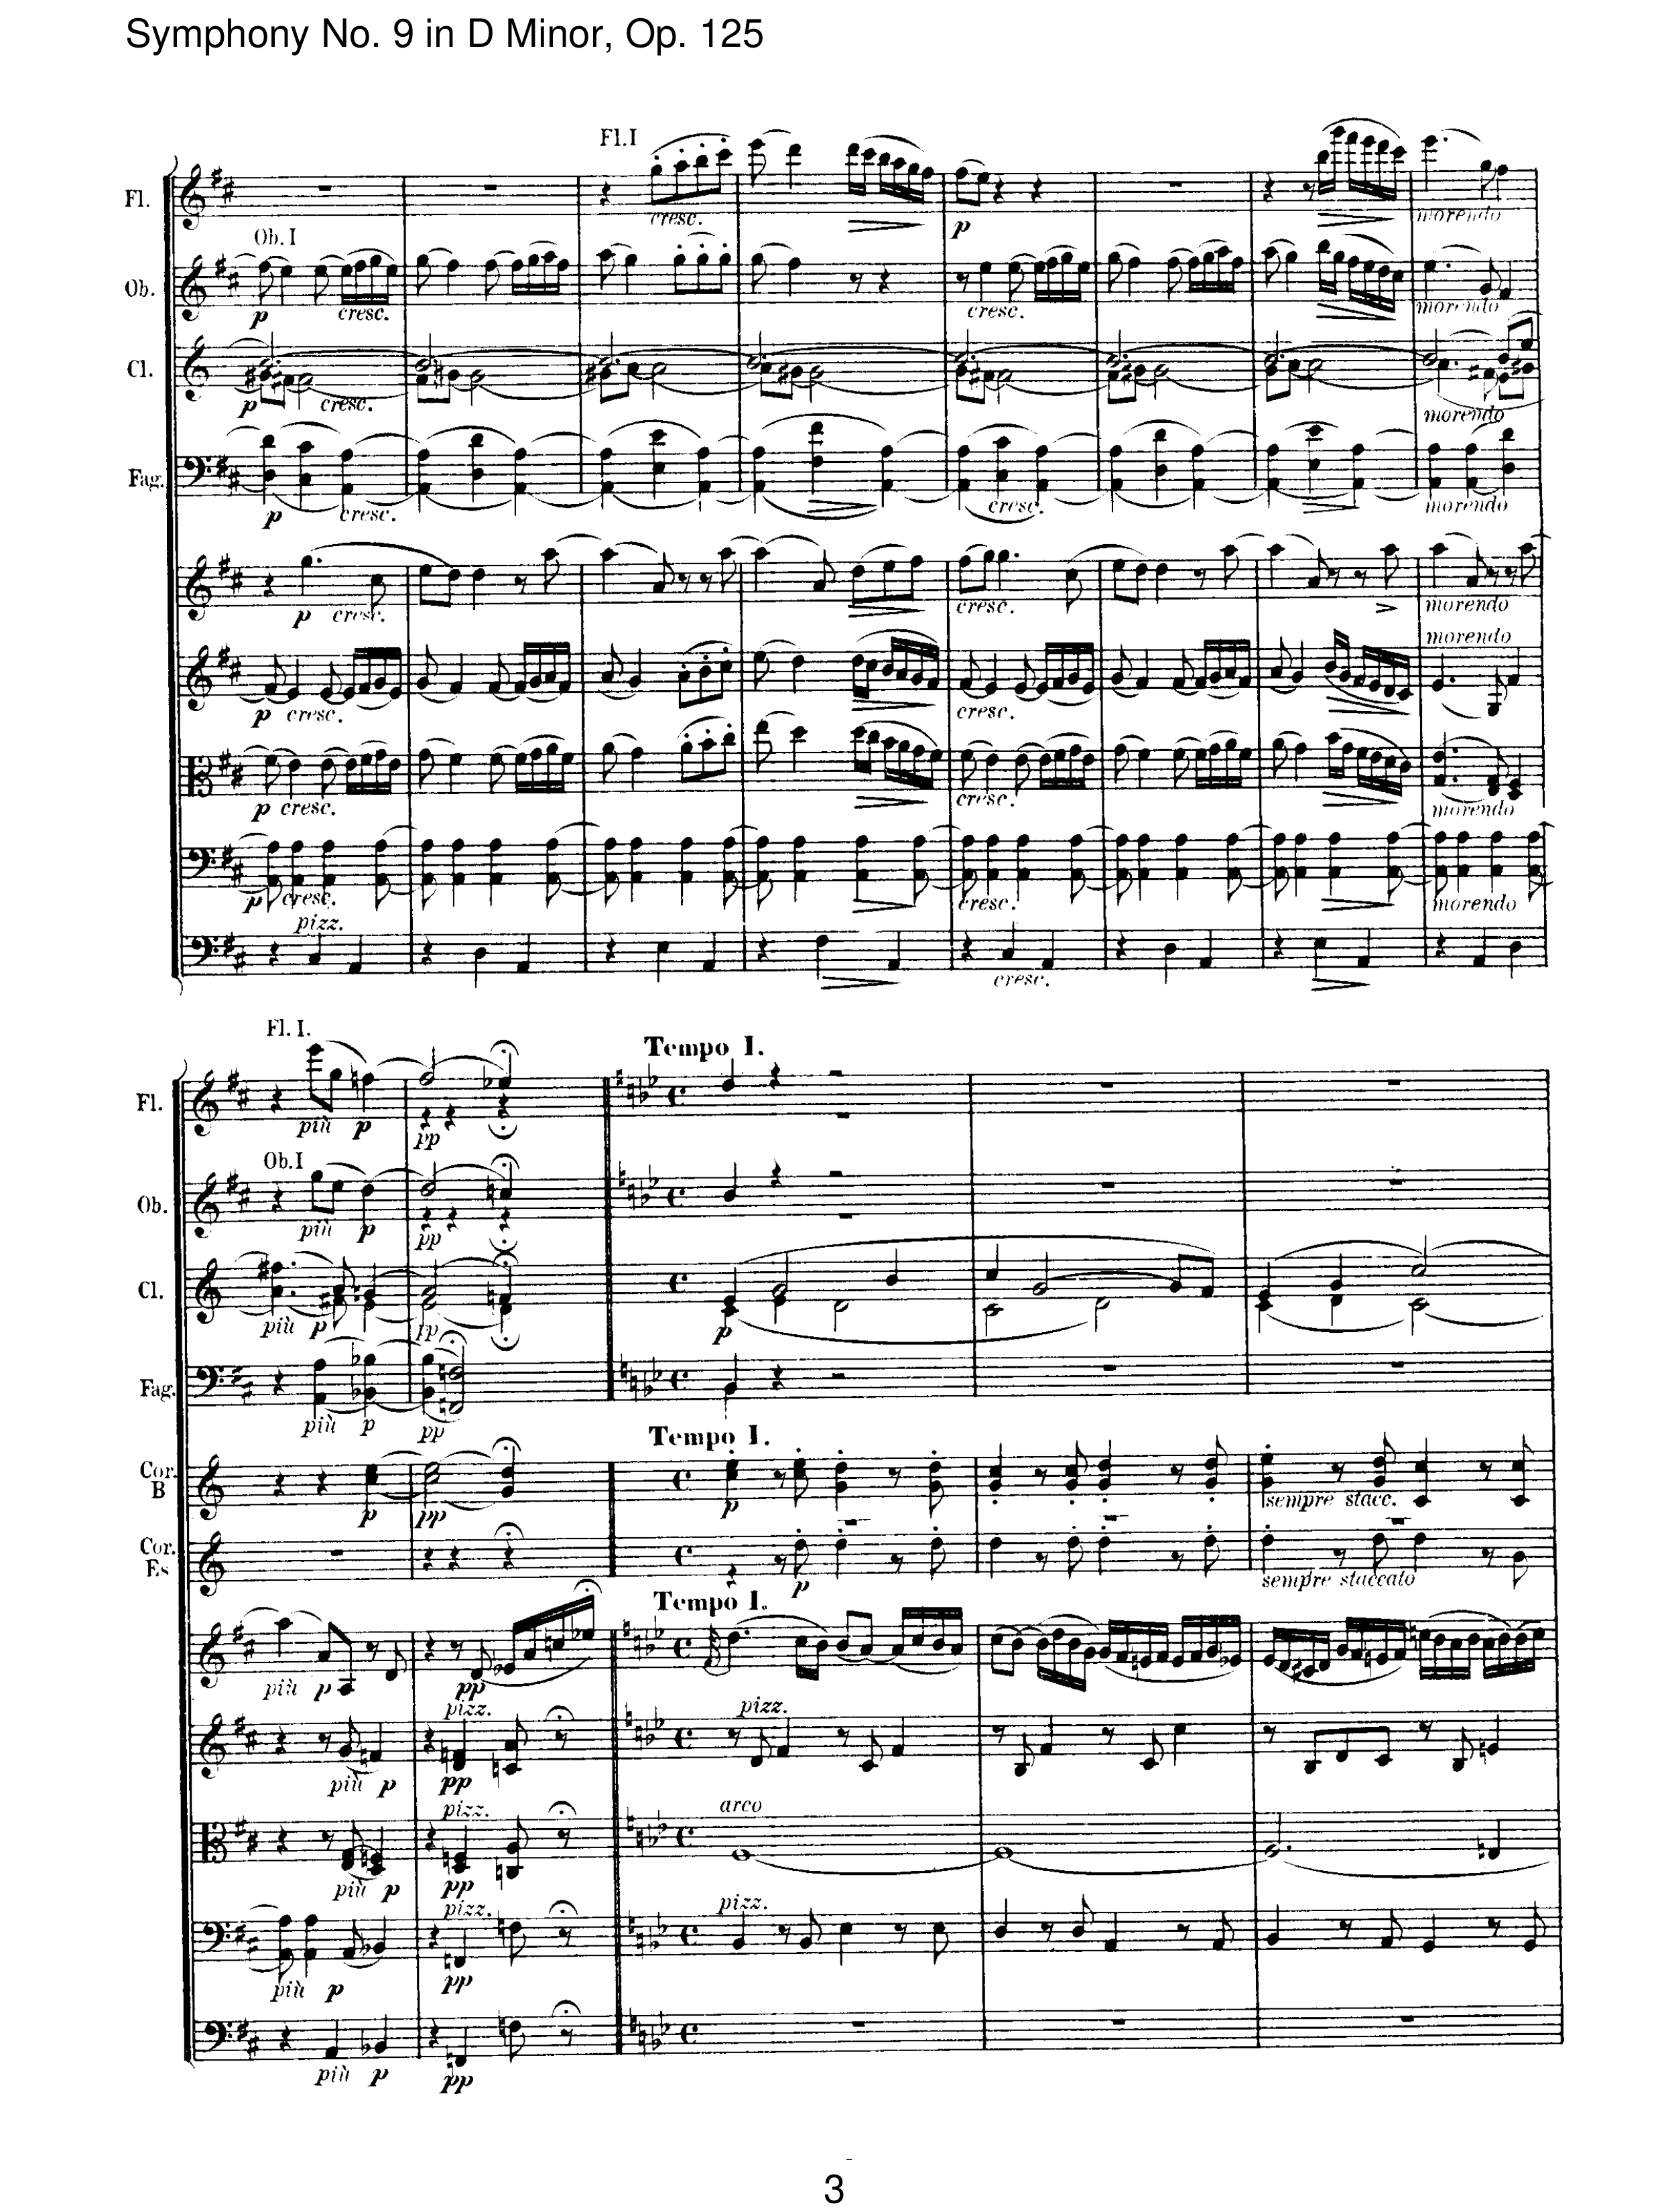 Symphony No. 9 in D Minor, Op. 125
Fl.I
Fl.
cresc.
p
Ob.I
Ob.
p
cresc.
cresc.
morendo
morendo
Cl.
p
cresc.
morendo
Fag.
p
cresc.
cresc.
morendo
p
cresc.
cresc.
morendo
morendo
p
cresc.
cresc.
p
cresc.
cresc.
morendo
p
cresc.
cresc.
morendo
pizz.
cresc.
Fl. I.
Tempo I.
Fl.
più
p
pp
Ob.I
Ob.
più
p
pp
Cl.
più
p
pp
p
Fag.
più
p
pp
Tempo I.
Cor. B
p
pp
p
sempre stacc.
Cor. Es
p
sempre staccato
Tempo I.
più
p
pp
pizz.
pizz.
più
p
pp
pizz.
arco
più
p
pp
pizz.
pizz.
più
p
pp
più
p
pp
3